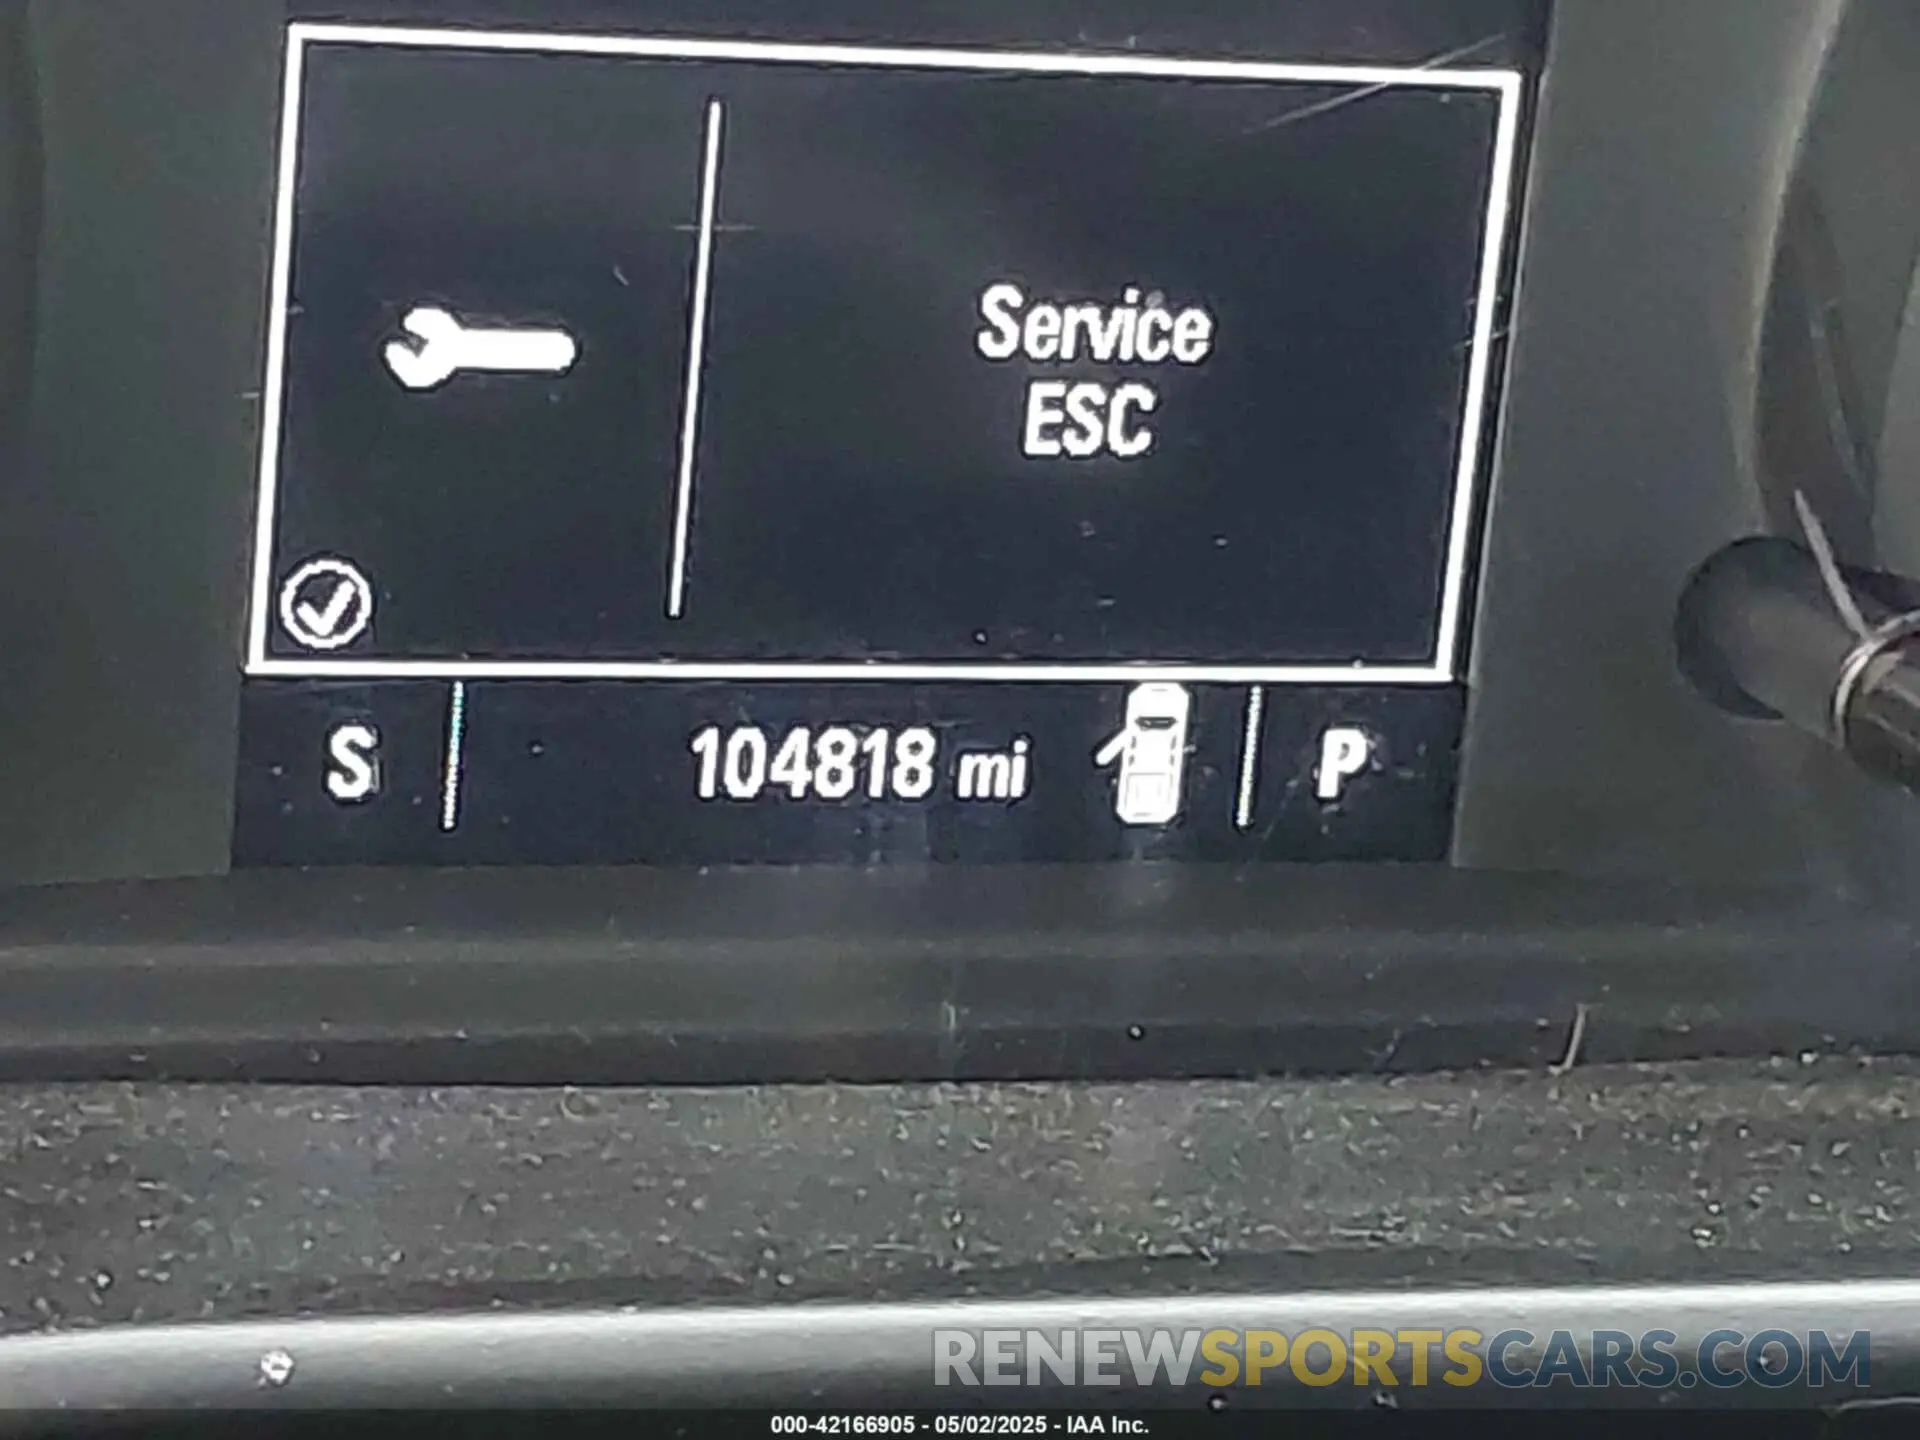 Service
ESC
S
104818 mi
P
RENEWSPORTSCARS.COM
000-42166905 - 05/02/2025 - IAA Inc.